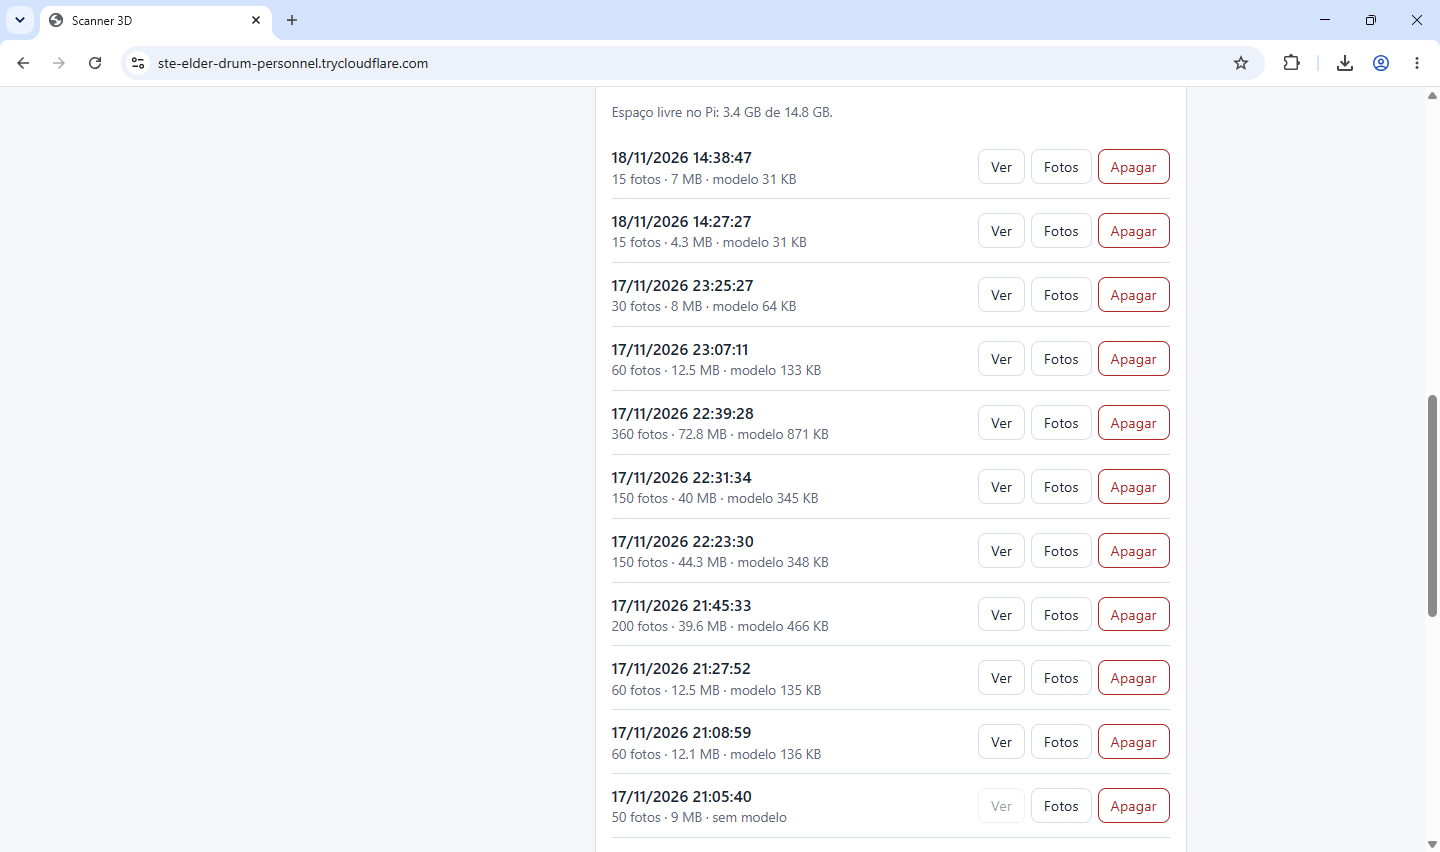 Scanner 3D
ste-elder-drum-personnel.trycloudflare.com
Espaço livre no Pi: 3.4 GB de 14.8 GB.
18/11/2026 14:38:47
15 fotos · 7 MB · modelo 31 KB
Ver Fotos Apagar
18/11/2026 14:27:27
15 fotos · 4.3 MB · modelo 31 KB
Ver Fotos Apagar
17/11/2026 23:25:27
30 fotos · 8 MB · modelo 64 KB
Ver Fotos Apagar
17/11/2026 23:07:11
60 fotos · 12.5 MB · modelo 133 KB
Ver Fotos Apagar
17/11/2026 22:39:28
360 fotos · 72.8 MB · modelo 871 KB
Ver Fotos Apagar
17/11/2026 22:31:34
150 fotos · 40 MB · modelo 345 KB
Ver Fotos Apagar
17/11/2026 22:23:30
150 fotos · 44.3 MB · modelo 348 KB
Ver Fotos Apagar
17/11/2026 21:45:33
200 fotos · 39.6 MB · modelo 466 KB
Ver Fotos Apagar
17/11/2026 21:27:52
60 fotos · 12.5 MB · modelo 135 KB
Ver Fotos Apagar
17/11/2026 21:08:59
60 fotos · 12.1 MB · modelo 136 KB
Ver Fotos Apagar
17/11/2026 21:05:40
50 fotos · 9 MB · sem modelo
Ver Fotos Apagar